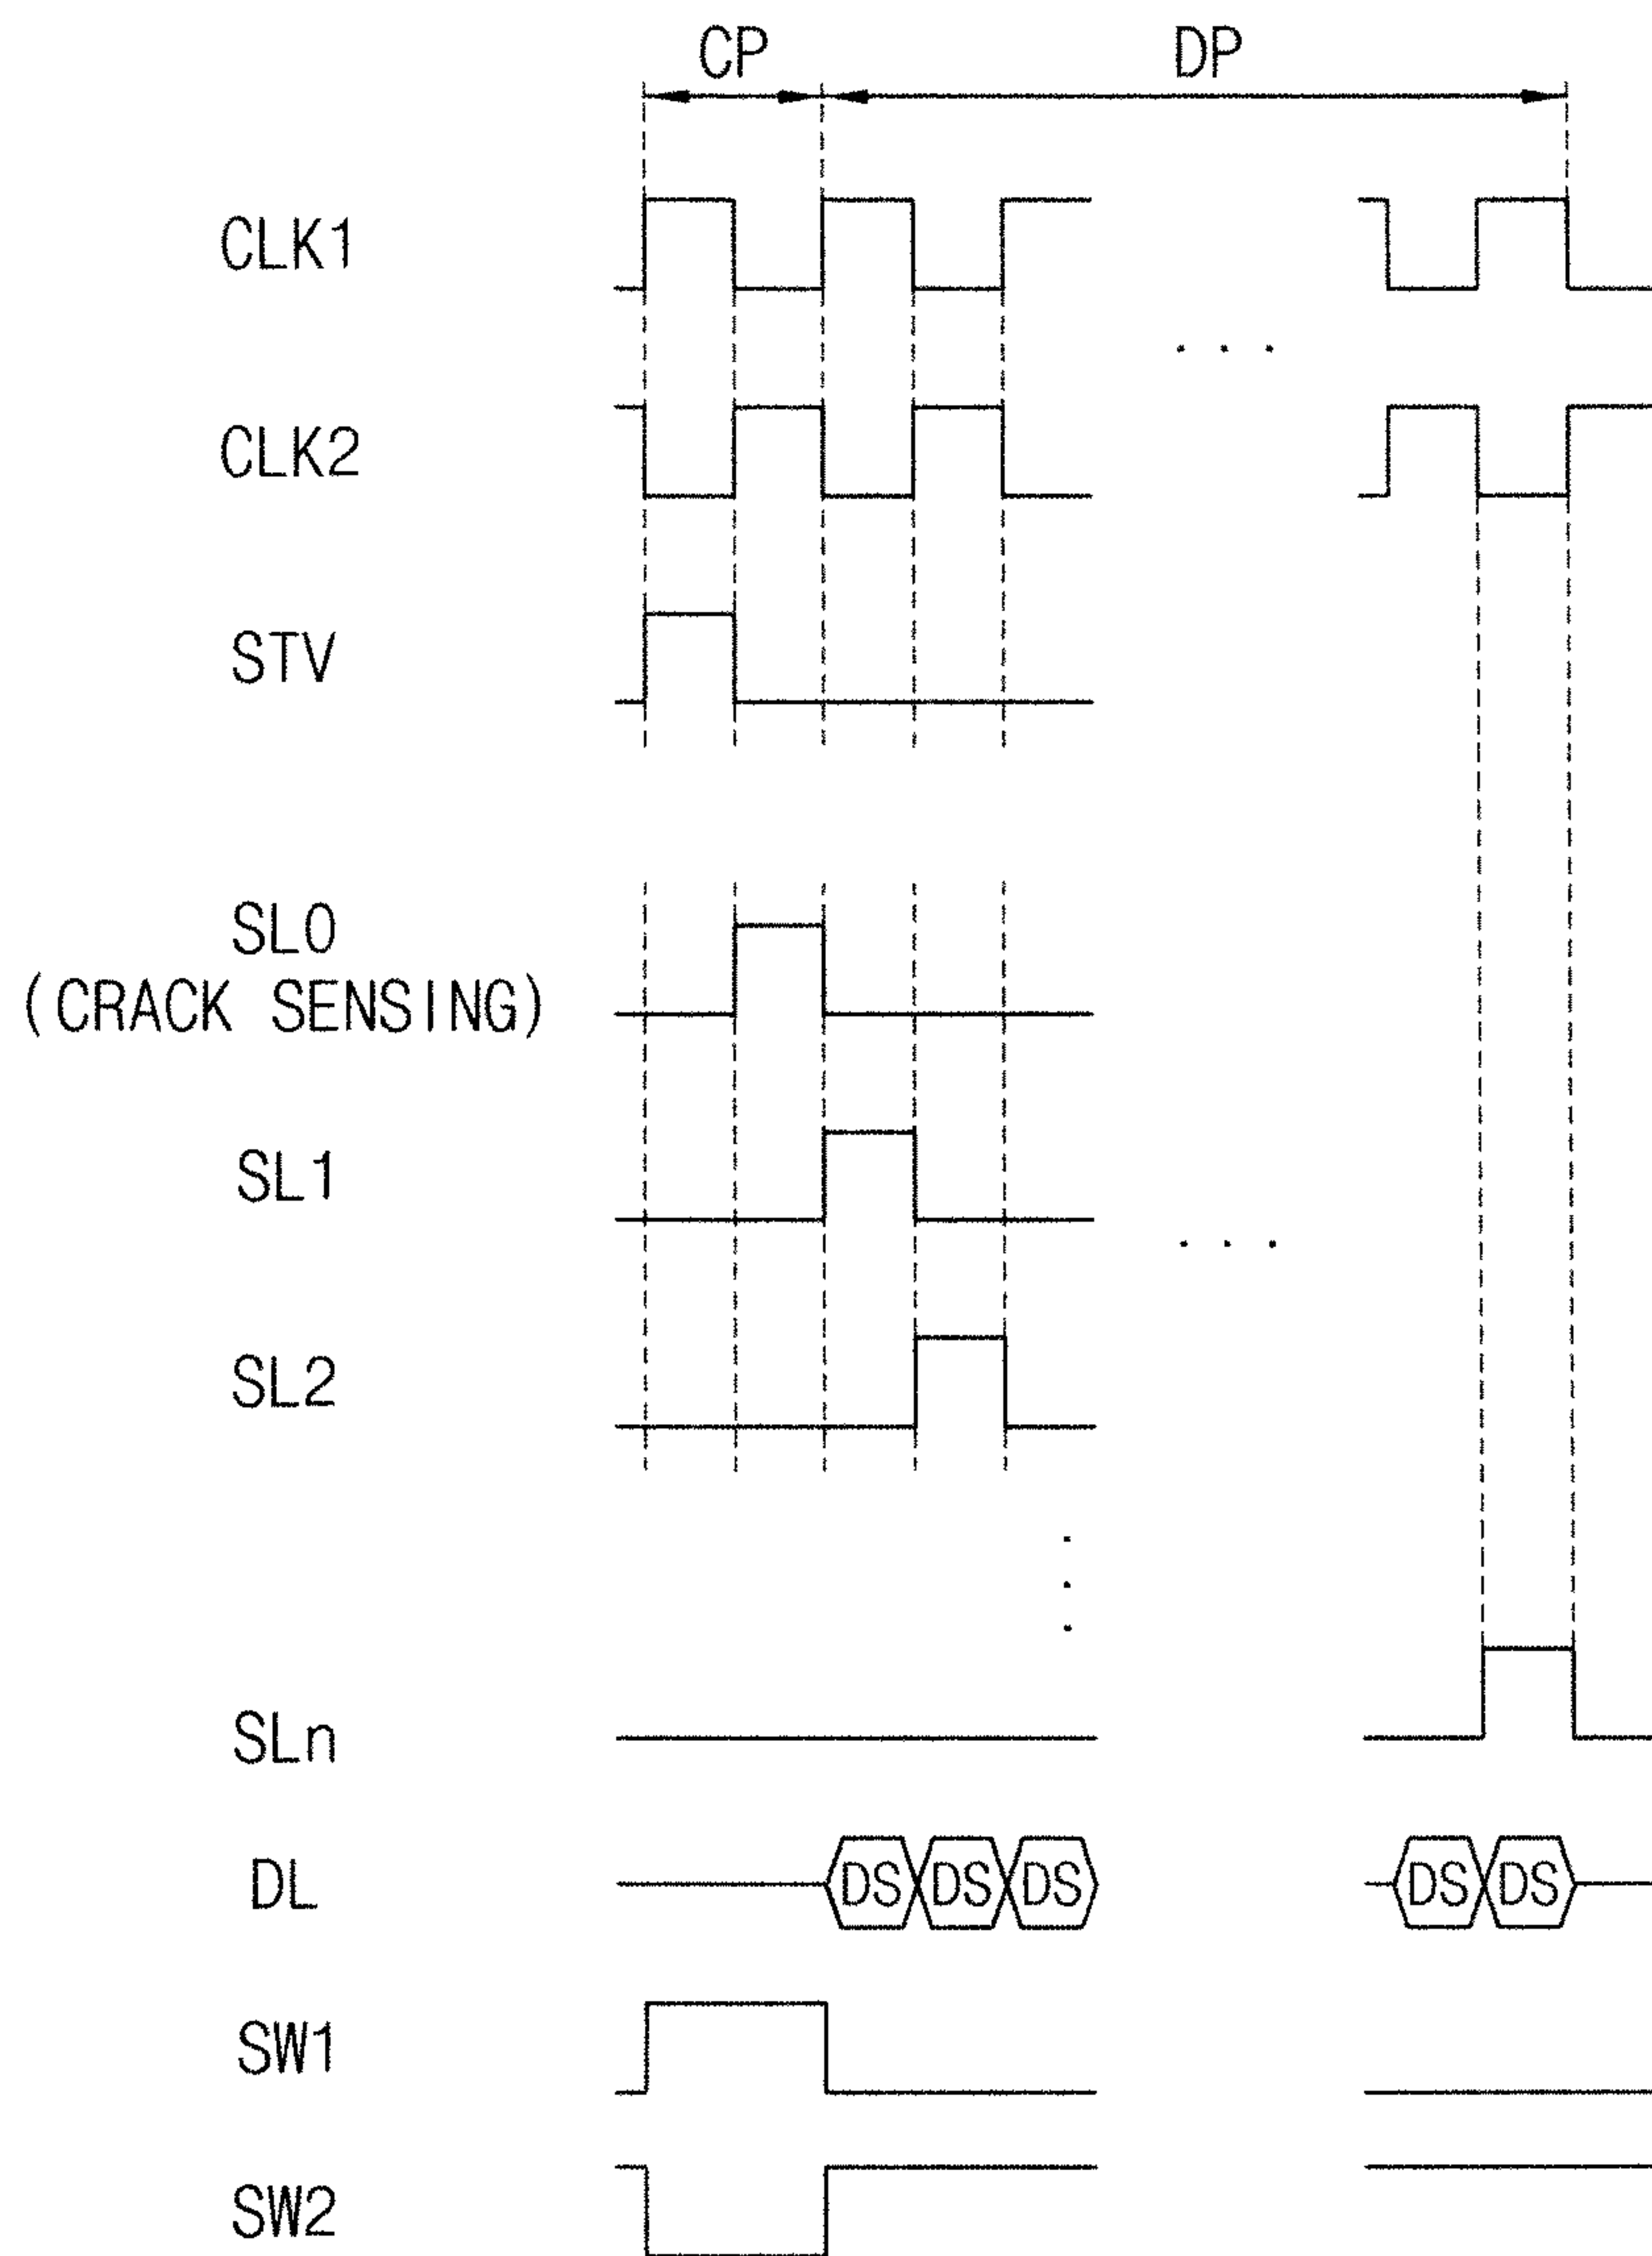 CP DP
CLK1
. . .
CLK2
STV
SL0
(CRACK SENSING)
SL1
. . .
SL2
SLn
DL DS DS DS DS DS
SW1
SW2